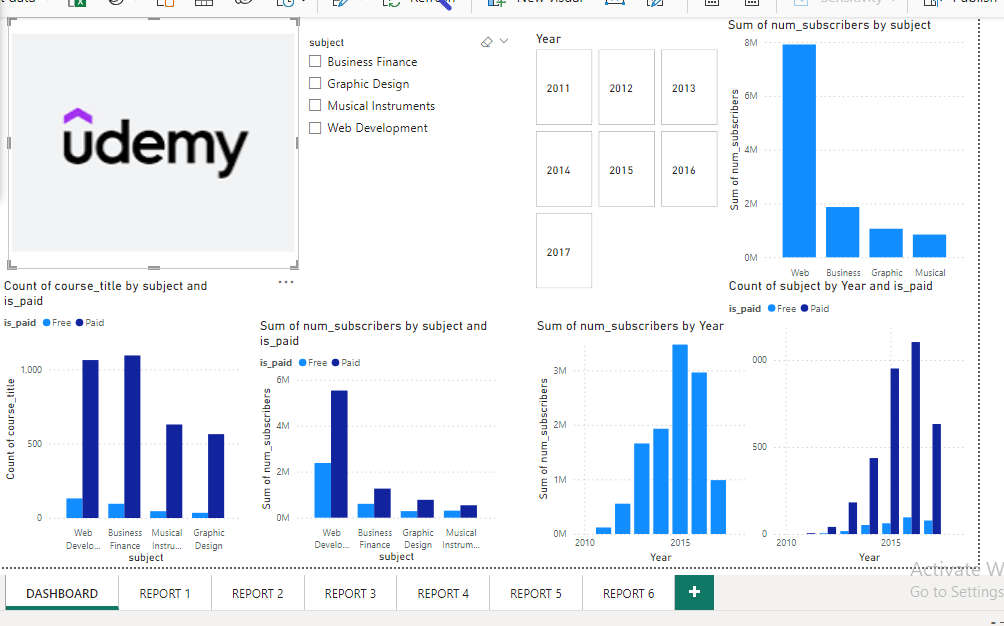 New visual
Sum of num_subscribers by subject
subject
Business Finance
Graphic Design
Musical Instruments
Web Development
Year
2011
2012
2013
2014
2015
2016
2017
Sum of num_subscribers
8M
6M
4M
2M
0M
Web
Business
Graphic
Musical
udemy
Count of course_title by subject and
is_paid
is_paid Free Paid
Count of course_title
1,000
500
0
Web
Develo...
Business
Finance
Musical
Instru...
Graphic
Design
subject
Sum of num_subscribers by subject and
is_paid
is_paid Free Paid
Sum of num_subscribers
6M
4M
2M
0M
Web
Develo...
Business
Finance
Graphic
Design
Musical
Instrum...
subject
Sum of num_subscribers by Year
Sum of num_subscribers
3M
2M
1M
0M
2010
2015
Year
Count of subject by Year and is_paid
is_paid Free Paid
000
500
0
2010
2015
Year
Activate W
Go to Settings
DASHBOARD
REPORT 1
REPORT 2
REPORT 3
REPORT 4
REPORT 5
REPORT 6
+